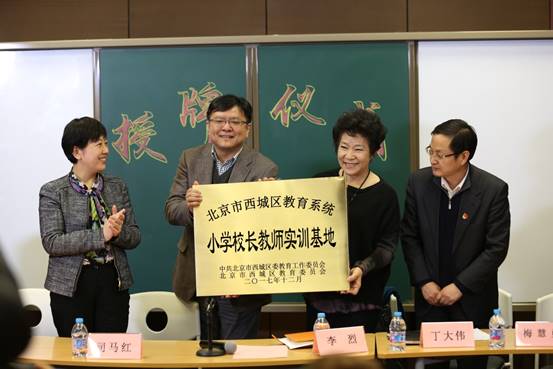 授牌仪式
北京市西城区教育系统
小学校长教师实训基地
中共北京市西城区委教育工作委员会
北京市西城区教育委员会
二〇一七年十二月
司马红
李烈
丁大伟
梅慧